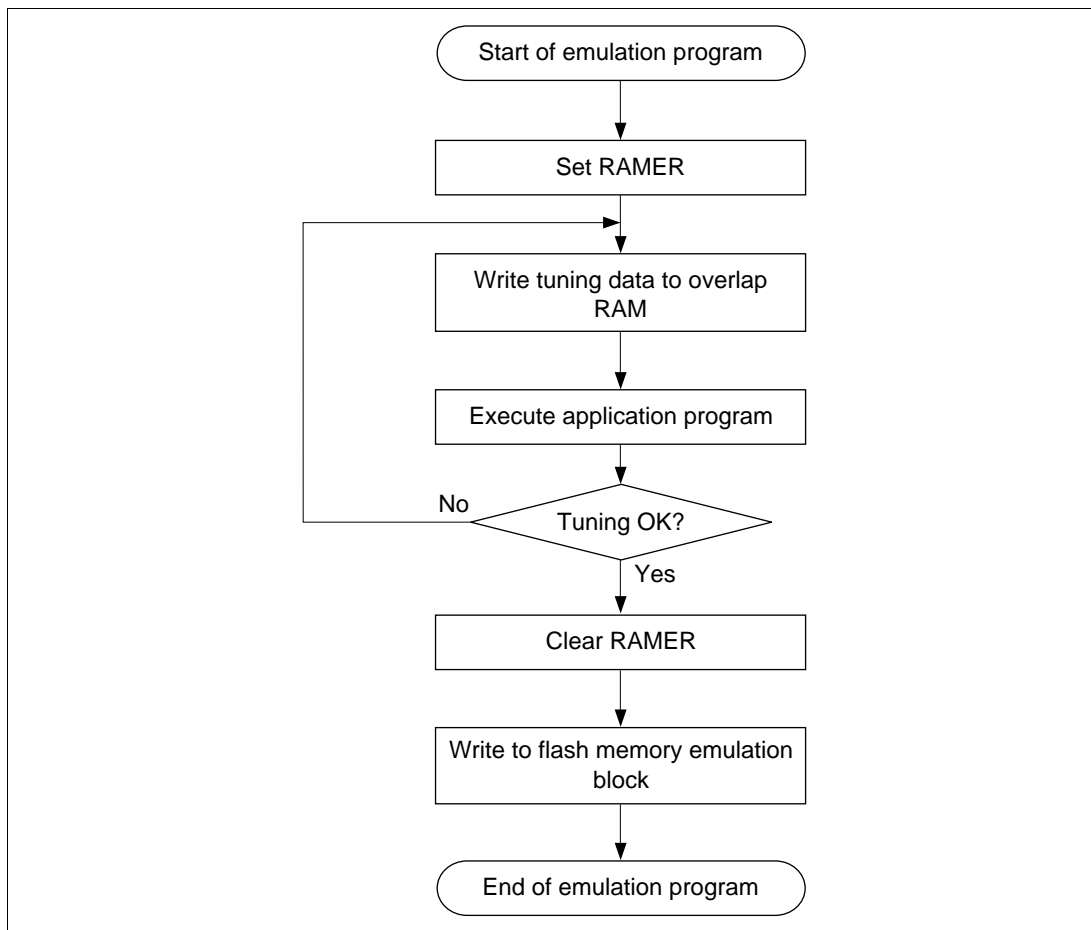 Start of emulation program
Set RAMER
Write tuning data to overlap
RAM
Execute application program
No
Tuning OK?
Yes
Clear RAMER
Write to flash memory emulation
block
End of emulation program